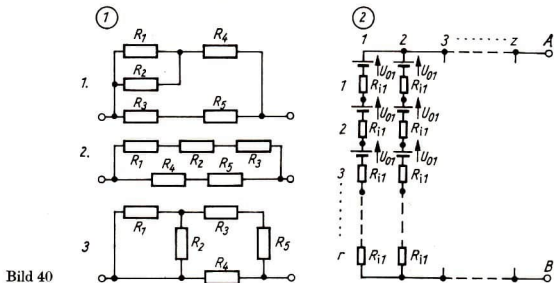 1
R1 R4
R2
1.
R3 R5
2.
R1 R2 R3
R4 R5
R1 R3
3
R2 R5
R4
Bild 40
2
1 2 3 z A
U01 U01
1 Ri1 Ri1
U01 U01
2 Ri1 Ri1
U01 U01
3 Ri1 Ri1
r Ri1 Ri1
B